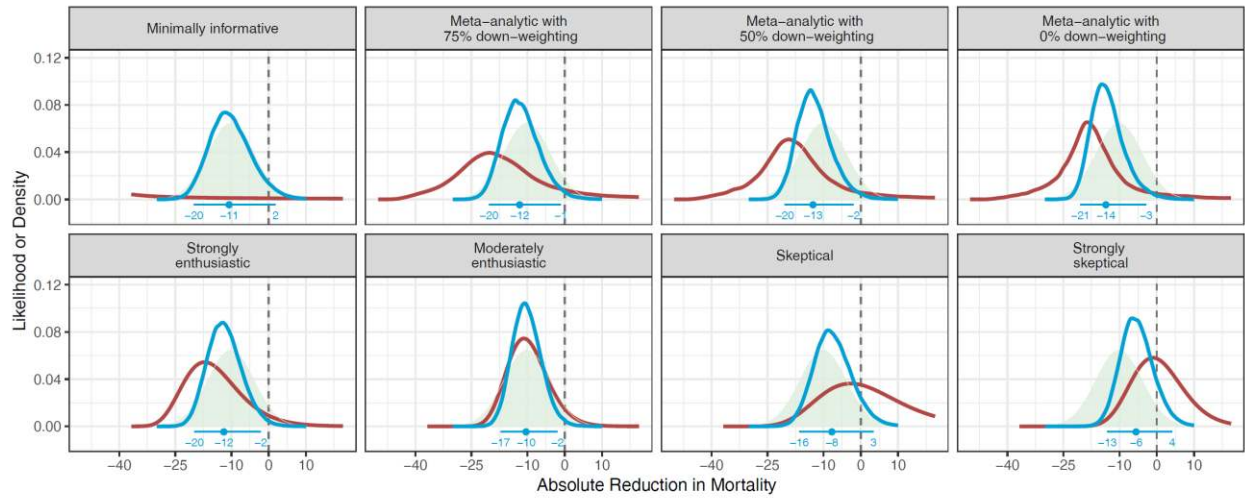 Minimally informative
Meta−analytic with
75% down−weighting
Meta−analytic with
50% down−weighting
Meta−analytic with
0% down−weighting
0.12
0.08
0.04
0.00
−20 −11 2
−20 −12
−20 −13 −2
−21 −14 −3
Strongly
enthusiastic
Moderately
enthusiastic
Skeptical
Strongly
skeptical
0.12
0.08
0.04
0.00
−20 −12 −2
−17 −10 −2
−16 −8 3
−13 −6 4
−40 −25 −10 0 10
−40 −25 −10 0 10
−40 −25 −10 0 10
−40 −25 −10 0 10
Likelihood or Density
Absolute Reduction in Mortality